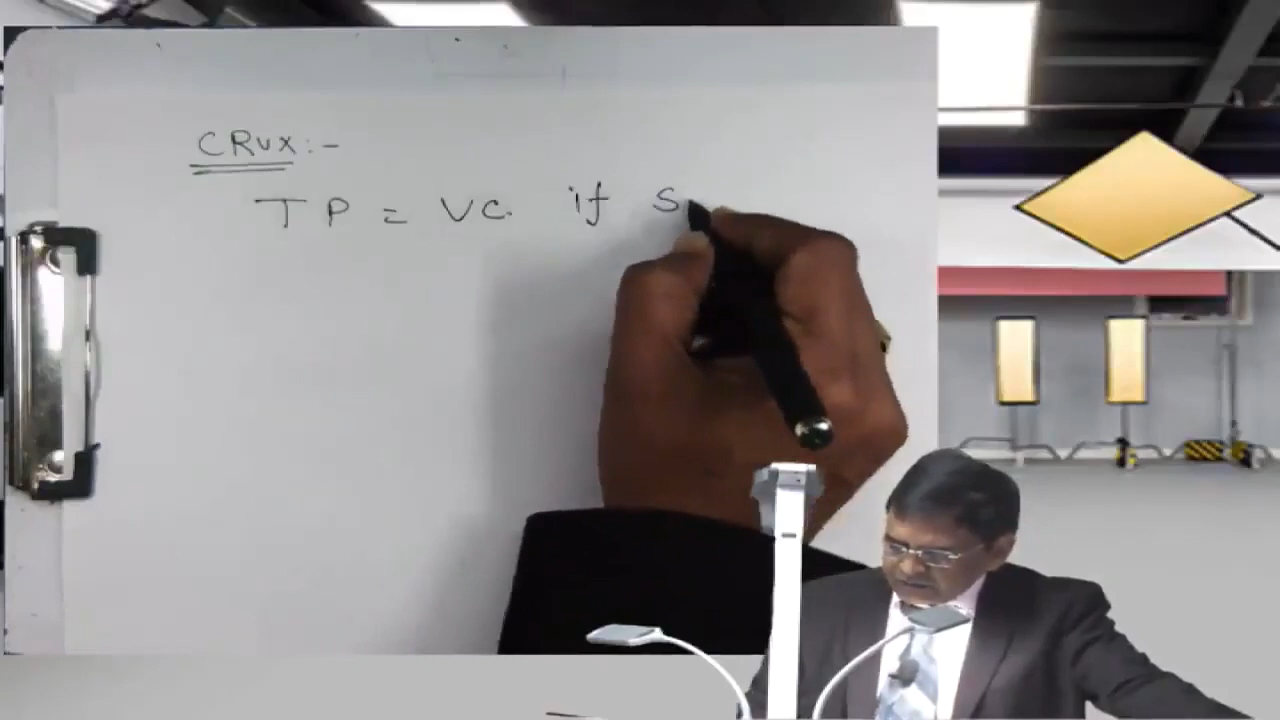 CRUX:-
TP = VC. if S